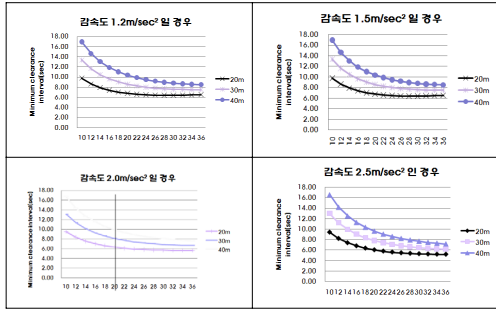 감속도 1.2m/sec² 일 경우
Minimum clearance
interval(sec)
18.00
16.00
14.00
12.00
10.00
8.00
6.00
4.00
2.00
0.00
10 12 14 16 18 20 22 24 26 28 30 32 34 36
20m
30m
40m
감속도 1.5m/sec² 일 경우
Minimum clearance
interval(sec)
18.00
16.00
14.00
12.00
10.00
8.00
6.00
4.00
2.00
0.00
10 12 14 16 18 20 22 24 26 28 30 32 34 36
20m
30m
40m
감속도 2.0m/sec² 일 경우
Minimum clearance interval(sec)
18.00
16.00
14.00
12.00
10.00
8.00
6.00
4.00
2.00
0.00
10 12 14 16 18 20 22 24 26 28 30 32 34 36
20m
30m
40m
감속도 2.5m/sec² 인 경우
Minimum clearance
interval(sec)
18.00
16.00
14.00
12.00
10.00
8.00
6.00
4.00
2.00
0.00
10 12 14 16 18 20 22 24 26 28 30 32 34 36
20m
30m
40m